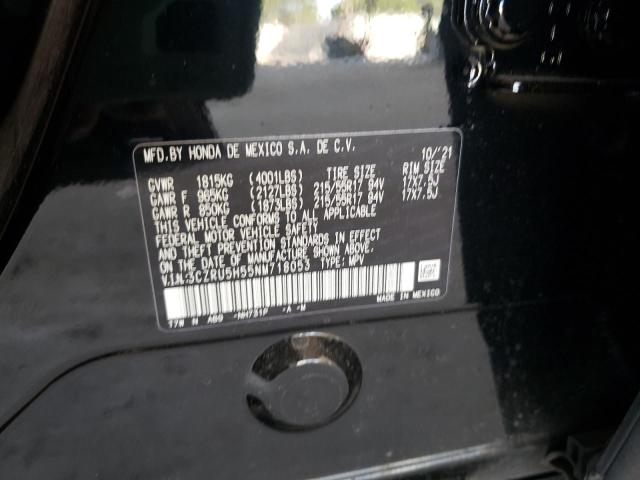 MFD.BY HONDA DE MEXICO S.A. DE C.V. 10/'21
GVWR 1815KG (4001LBS) TIRE SIZE RIM SIZE
GAWR F 965KG (2127LBS) 215/55R17 94V 17X7.5J
GAWR R 850KG (1873LBS) 215/55R17 94V 17X7.5J
THIS VEHICLE CONFORMS TO ALL APPLICABLE
FEDERAL MOTOR VEHICLE SAFETY
AND THEFT PREVENTION STANDARDS IN EFFECT
ON THE DATE OF MANUFACTURE SHOWN ABOVE.
V.I.N.:3CZRU5H55NM716053 TYPE: MPV
MADE IN MEXICO